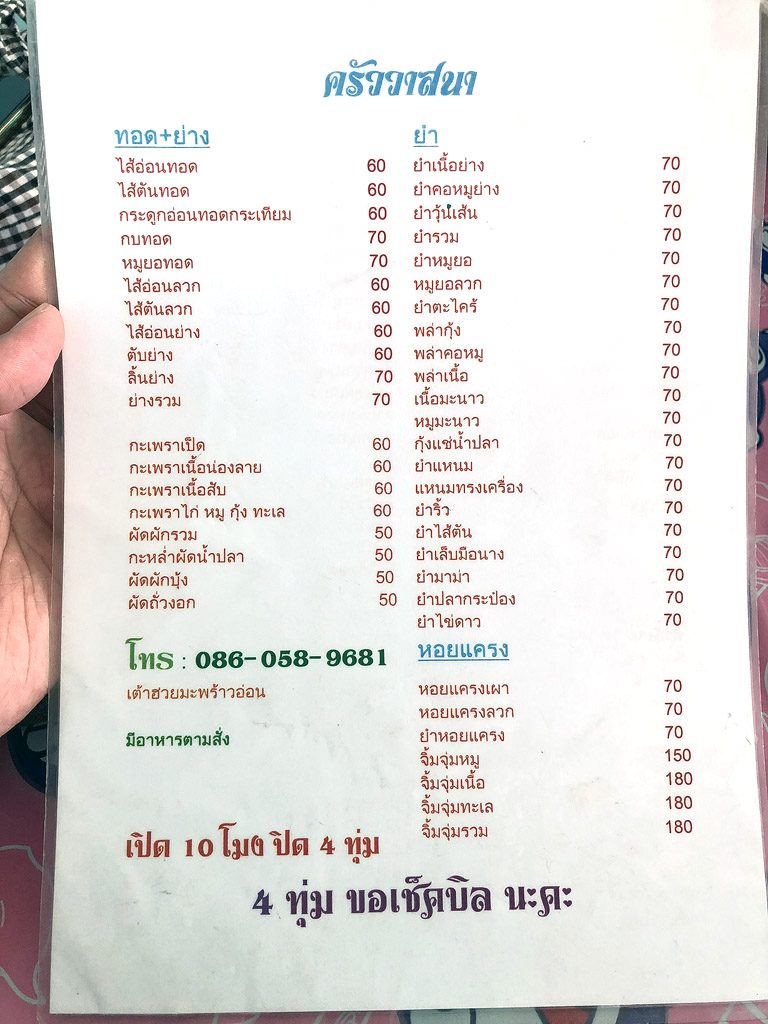 ครัววาสนา
ทอด+ย่าง
ไส้อ่อนทอด 60
ไส้ตันทอด 60
กระดูกอ่อนทอดกระเทียม 60
กบทอด 70
หมูยอทอด 70
ไส้อ่อนลวก 60
ไส้ตันลวก 60
ไส้อ่อนย่าง 60
ตับย่าง 60
ลิ้นย่าง 70
ย่างรวม 70
กะเพราเป็ด 60
กะเพราเนื้อน่องลาย 60
กะเพราเนื้อสับ 60
กะเพราไก่ หมู กุ้ง ทะเล 60
ผัดผักรวม 50
กะหล่ำผัดน้ำปลา 50
ผัดผักบุ้ง 50
ผัดถั่วงอก 50
โทร : 086-058-9681
เต้าฮวยมะพร้าวอ่อน
มีอาหารตามสั่ง
ยำ
ยำเนื้อย่าง 70
ยำคอหมูย่าง 70
ยำวุ้นเส้น 70
ยำรวม 70
ยำหมูยอ 70
หมูยอลวก 70
ยำตะไคร้ 70
พล่ากุ้ง 70
พล่าคอหมู 70
พล่าเนื้อ 70
เนื้อมะนาว 70
หมูมะนาว 70
กุ้งแช่น้ำปลา 70
ยำแหนม 70
แหนมทรงเครื่อง 70
ยำริ้ว 70
ยำไส้ตัน 70
ยำเล็บมือนาง 70
ยำมาม่า 70
ยำปลากระป๋อง 70
ยำไข่ดาว 70
หอยแครง
หอยแครงเผา 70
หอยแครงลวก 70
ยำหอยแครง 70
จิ้มจุ่มหมู 150
จิ้มจุ่มเนื้อ 180
จิ้มจุ่มทะเล 180
จิ้มจุ่มรวม 180
เปิด 10 โมง ปิด 4 ทุ่ม
4 ทุ่ม ขอเช็คบิล นะคะ